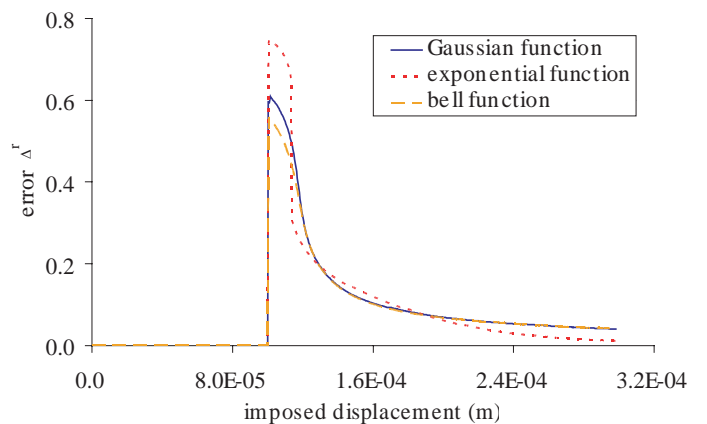 0.8
0.6
0.4
0.2
0.0
error Δr
Gaussian function
exponential function
bell function
0.0 8.0E-05 1.6E-04 2.4E-04 3.2E-04
imposed displacement (m)